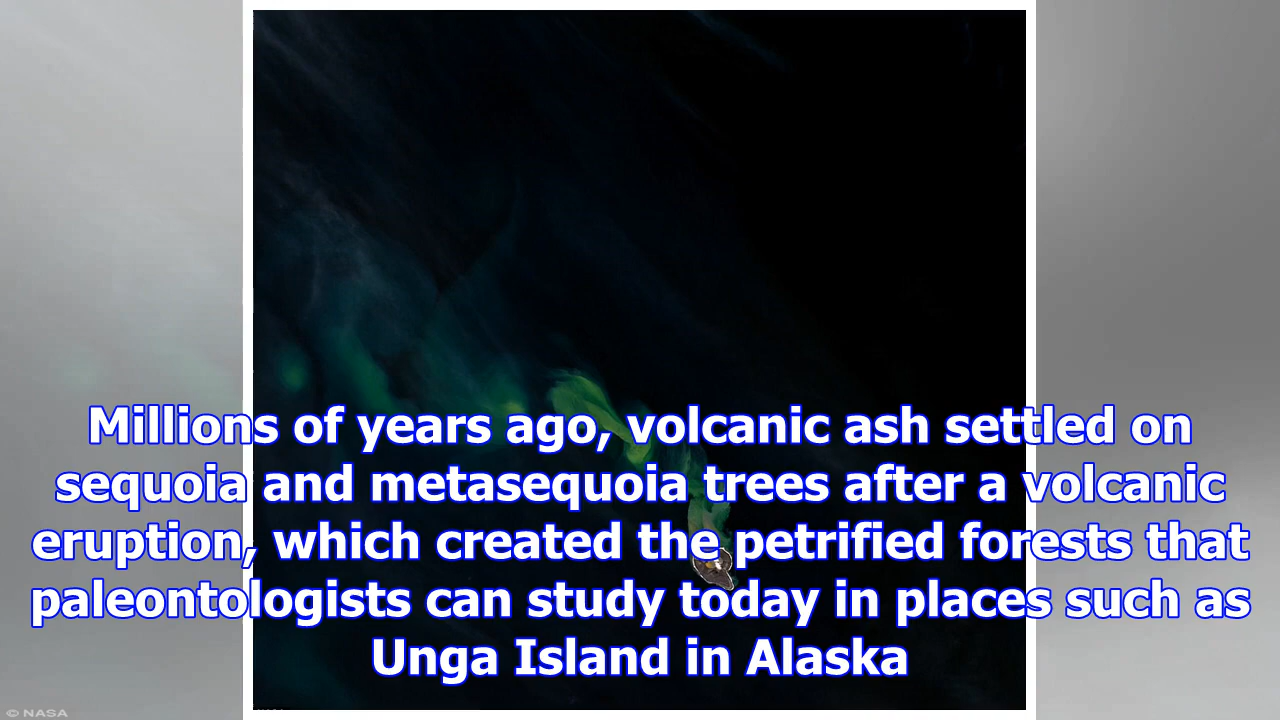 Millions of years ago, volcanic ash settled on
sequoia and metasequoia trees after a volcanic
eruption, which created the petrified forests that
paleontologists can study today in places such as
Unga Island in Alaska
© NASA